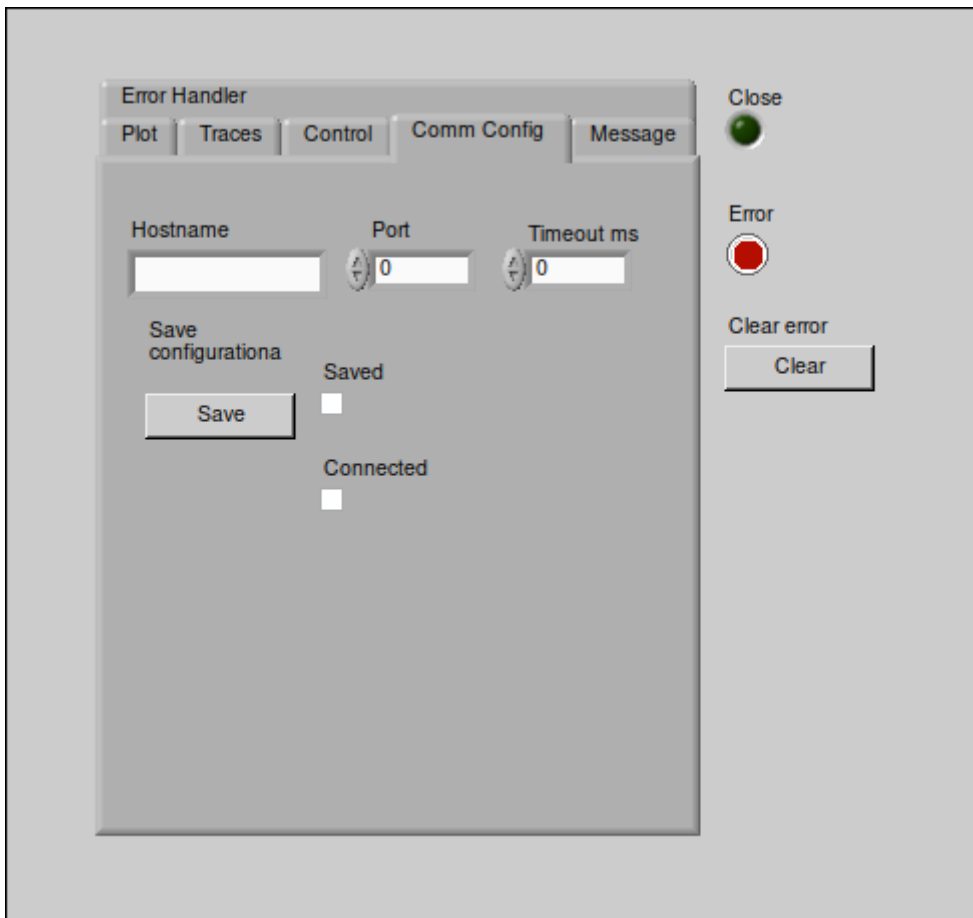 Error Handler
Plot Traces Control Comm Config Message
Close
Error
Hostname Port Timeout ms
0 0
Save
configurationa
Saved
Save
Connected
Clear error
Clear